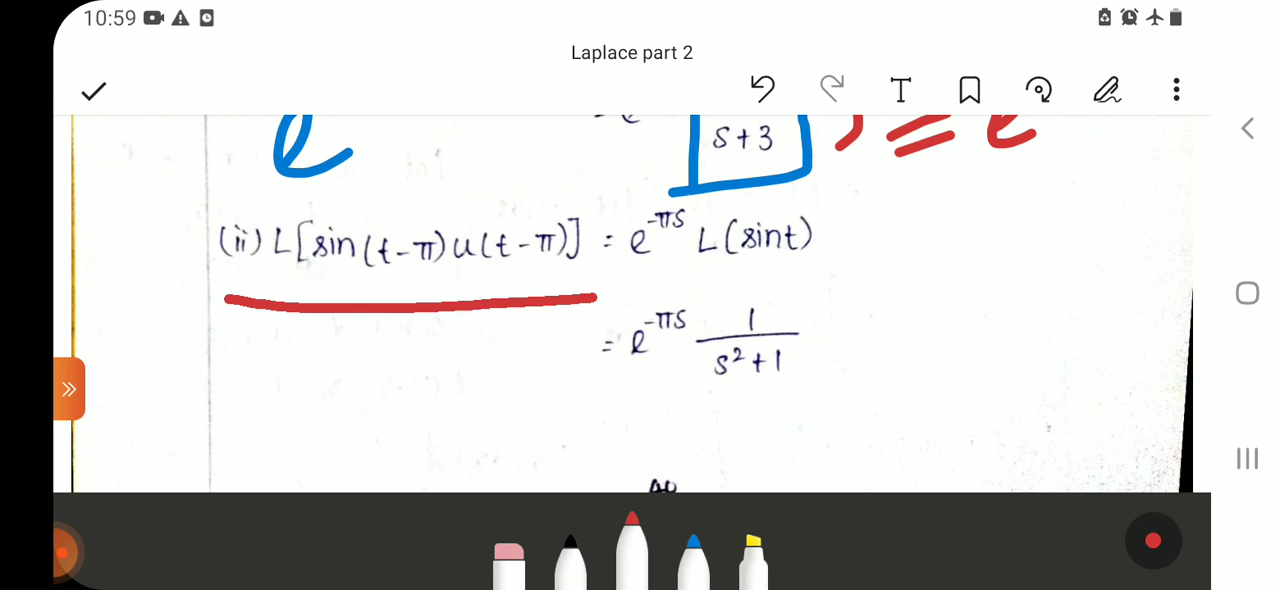 10:59
Laplace part 2
T
e
= e
s+3
) = e
(ii) L[sin(t-π)u(t-π)] = e^-πs L(sint)
= e^-πs 1/(s²+1)